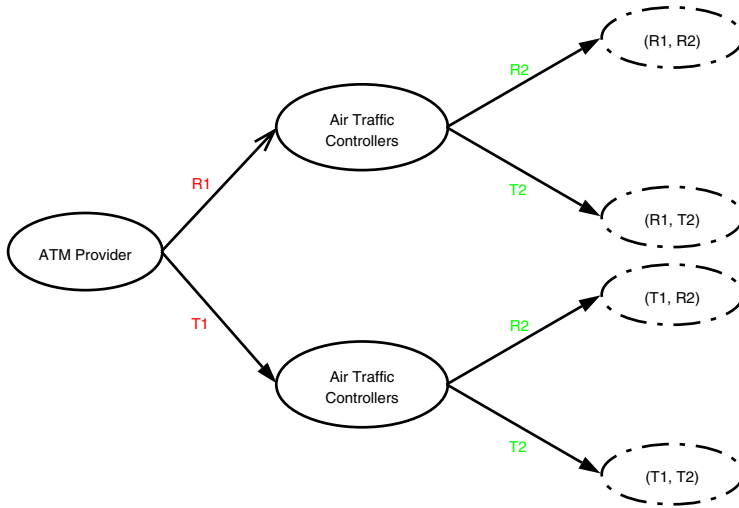 (R1, R2)
R2
Air Traffic
Controllers
R1
T2
(R1, T2)
ATM Provider
(T1, R2)
T1
R2
Air Traffic
Controllers
T2
(T1, T2)